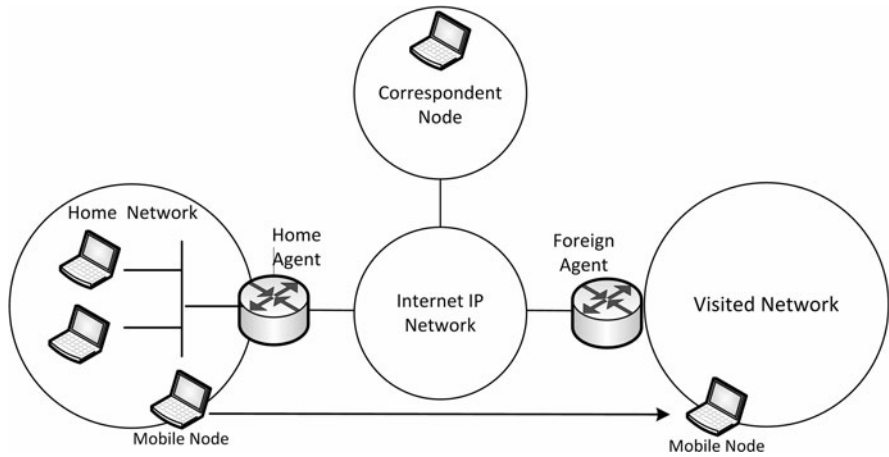 Correspondent
Node
Home Network
Home
Agent
Internet IP
Network
Foreign
Agent
Visited Network
Mobile Node
Mobile Node